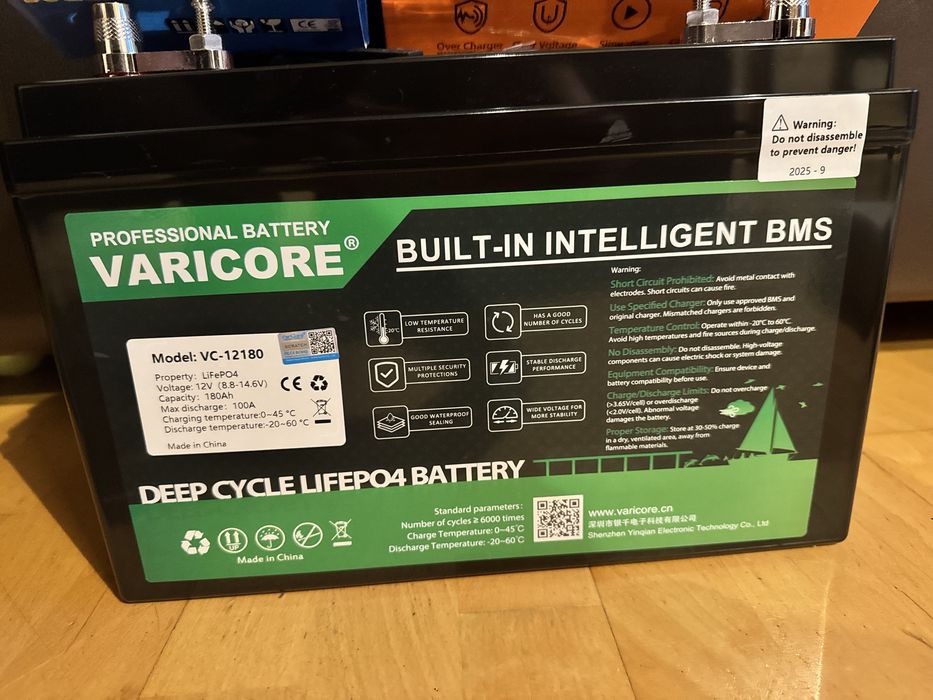 CE
Over Charger
Voltage
Warning:
Do not disassemble
to prevent danger!
2025 - 9
PROFESSIONAL BATTERY
VARICORE®
BUILT-IN INTELLIGENT BMS
Model: VC-12180
Property: LiFePO4
Voltage: 12V (8.8-14.6V)
Capacity: 180Ah
Max discharge: 100A
Charging temperature:0~45 °C
Discharge temperature:-20~60 °C
Made in China
CE
-20°C
LOW TEMPERATURE
RESISTANCE
HAS A GOOD
NUMBER OF CYCLES
MULTIPLE SECURITY
PROTECTIONS
STABLE DISCHARGE
PERFORMANCE
GOOD WATERPROOF
SEALING
WIDE VOLTAGE FOR
MORE STABILITY
Warning:
Short Circuit Prohibited: Avoid metal contact with
electrodes. Short circuits can cause fire.
Use Specified Charger: Only use approved BMS and
original charger. Mismatched chargers are forbidden.
Temperature Control: Operate within -20°C to 60°C.
Avoid high temperatures and fire sources during charge/discharge.
No Disassembly: Do not disassemble. High-voltage
components can cause electric shock or system damage.
Equipment Compatibility: Ensure device and
battery compatibility before use.
Charge/Discharge Limits: Do not overcharge
(>3.65V/cell) or overdischarge
(<2.0V/cell). Abnormal voltage
damages the battery.
Proper Storage: Store at 30-50% charge
in a dry, ventilated area, away from
flammable materials.
DEEP CYCLE LIFEPO4 BATTERY
UP
Made in China
Standard parameters:
Number of cycles ≥ 6000 times
Charge Temperature: 0~45°C
Discharge Temperature: -20~60°C
www.varicore.cn
深圳市银千电子科技有限公司
Shenzhen Yinqian Electronic Technology Co., Ltd